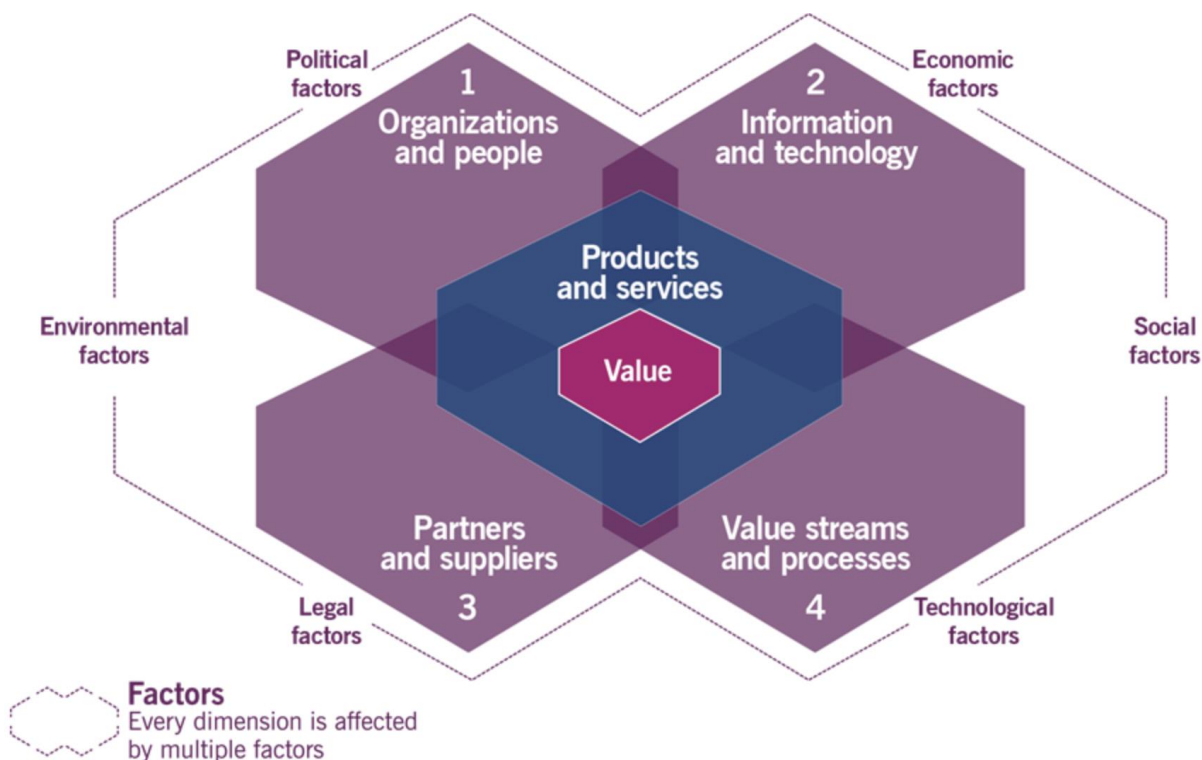 Political
factors
Economic
factors
1
Organizations
and people
2
Information
and technology
Products
and services
Environmental
factors
Value
Social
factors
Partners
and suppliers
3
Value streams
and processes
4
Legal
factors
Technological
factors
Factors
Every dimension is affected
by multiple factors